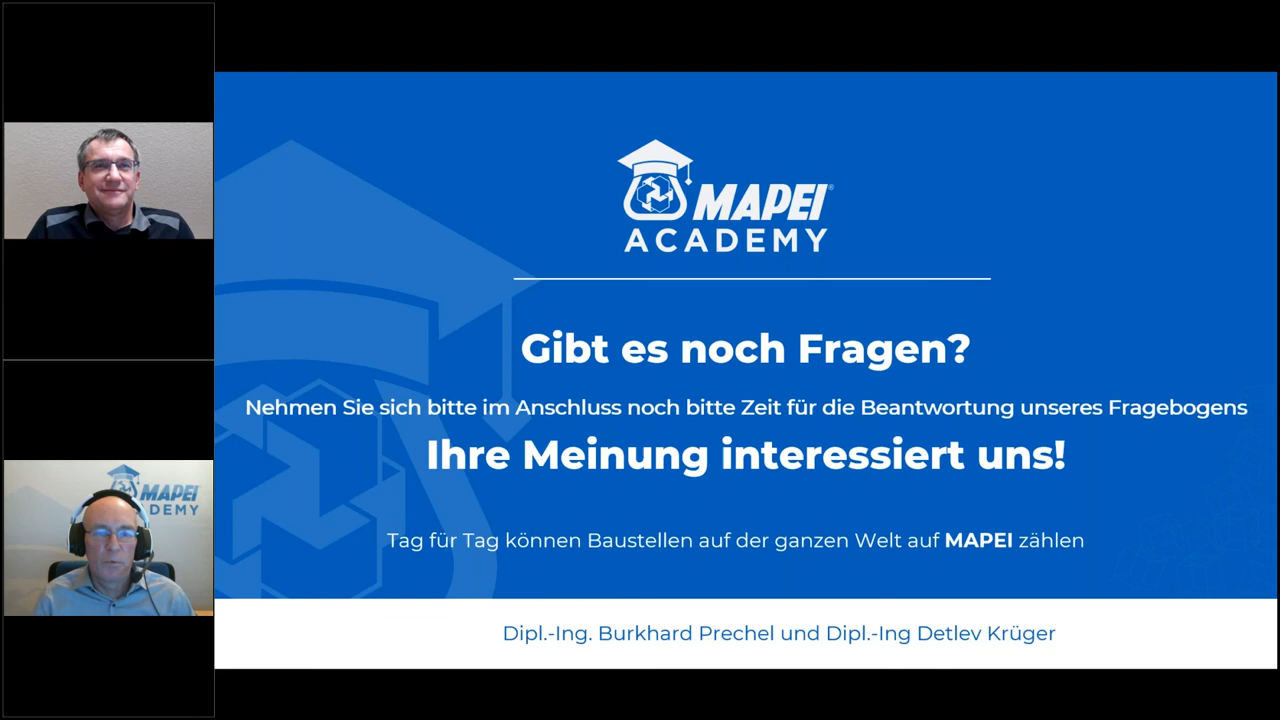 MAPEI®
ACADEMY
Gibt es noch Fragen?
Nehmen Sie sich bitte im Anschluss noch bitte Zeit für die Beantwortung unseres Fragebogens
Ihre Meinung interessiert uns!
Tag für Tag können Baustellen auf der ganzen Welt auf MAPEI zählen
Dipl.-Ing. Burkhard Prechel und Dipl.-Ing Detlev Krüger
MAPEI
ADEMY